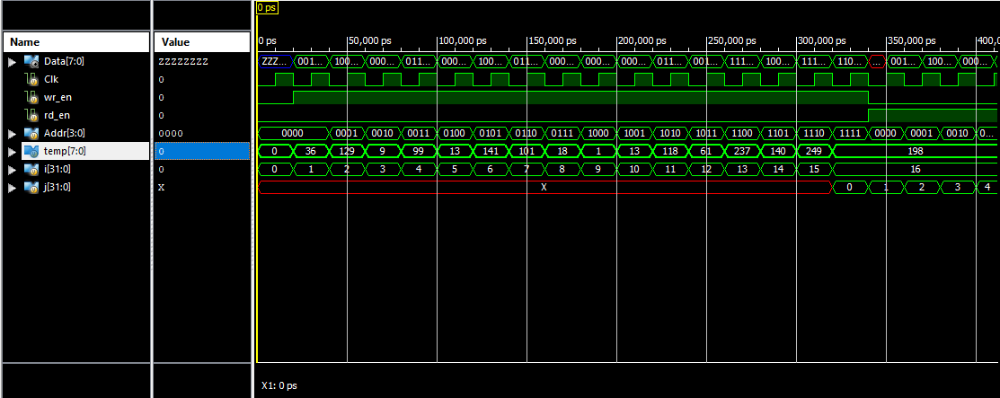 0 ps
Name Value
0 ps 50,000 ps 100,000 ps 150,000 ps 200,000 ps 250,000 ps 300,000 ps 350,000 ps 400,0
Data[7:0] ZZZZZZZZ ZZZ... 001... 100... 000... 011... 000... 100... 011... 000... 000... 000... 011... 001... 111... 100... 111... 110... ... 001... 100... 000...
Clk 0
wr_en 0
rd_en 0
Addr[3:0] 0000 0000 0001 0010 0011 0100 0101 0110 0111 1000 1001 1010 1011 1100 1101 1110 1111 0000 0001 0010 0...
temp[7:0] 0 0 36 129 9 99 13 141 101 18 1 13 118 61 237 140 249 198
i[31:0] 0 0 1 2 3 4 5 6 7 8 9 10 11 12 13 14 15 16
j[31:0] X X 0 1 2 3 4
X1: 0 ps